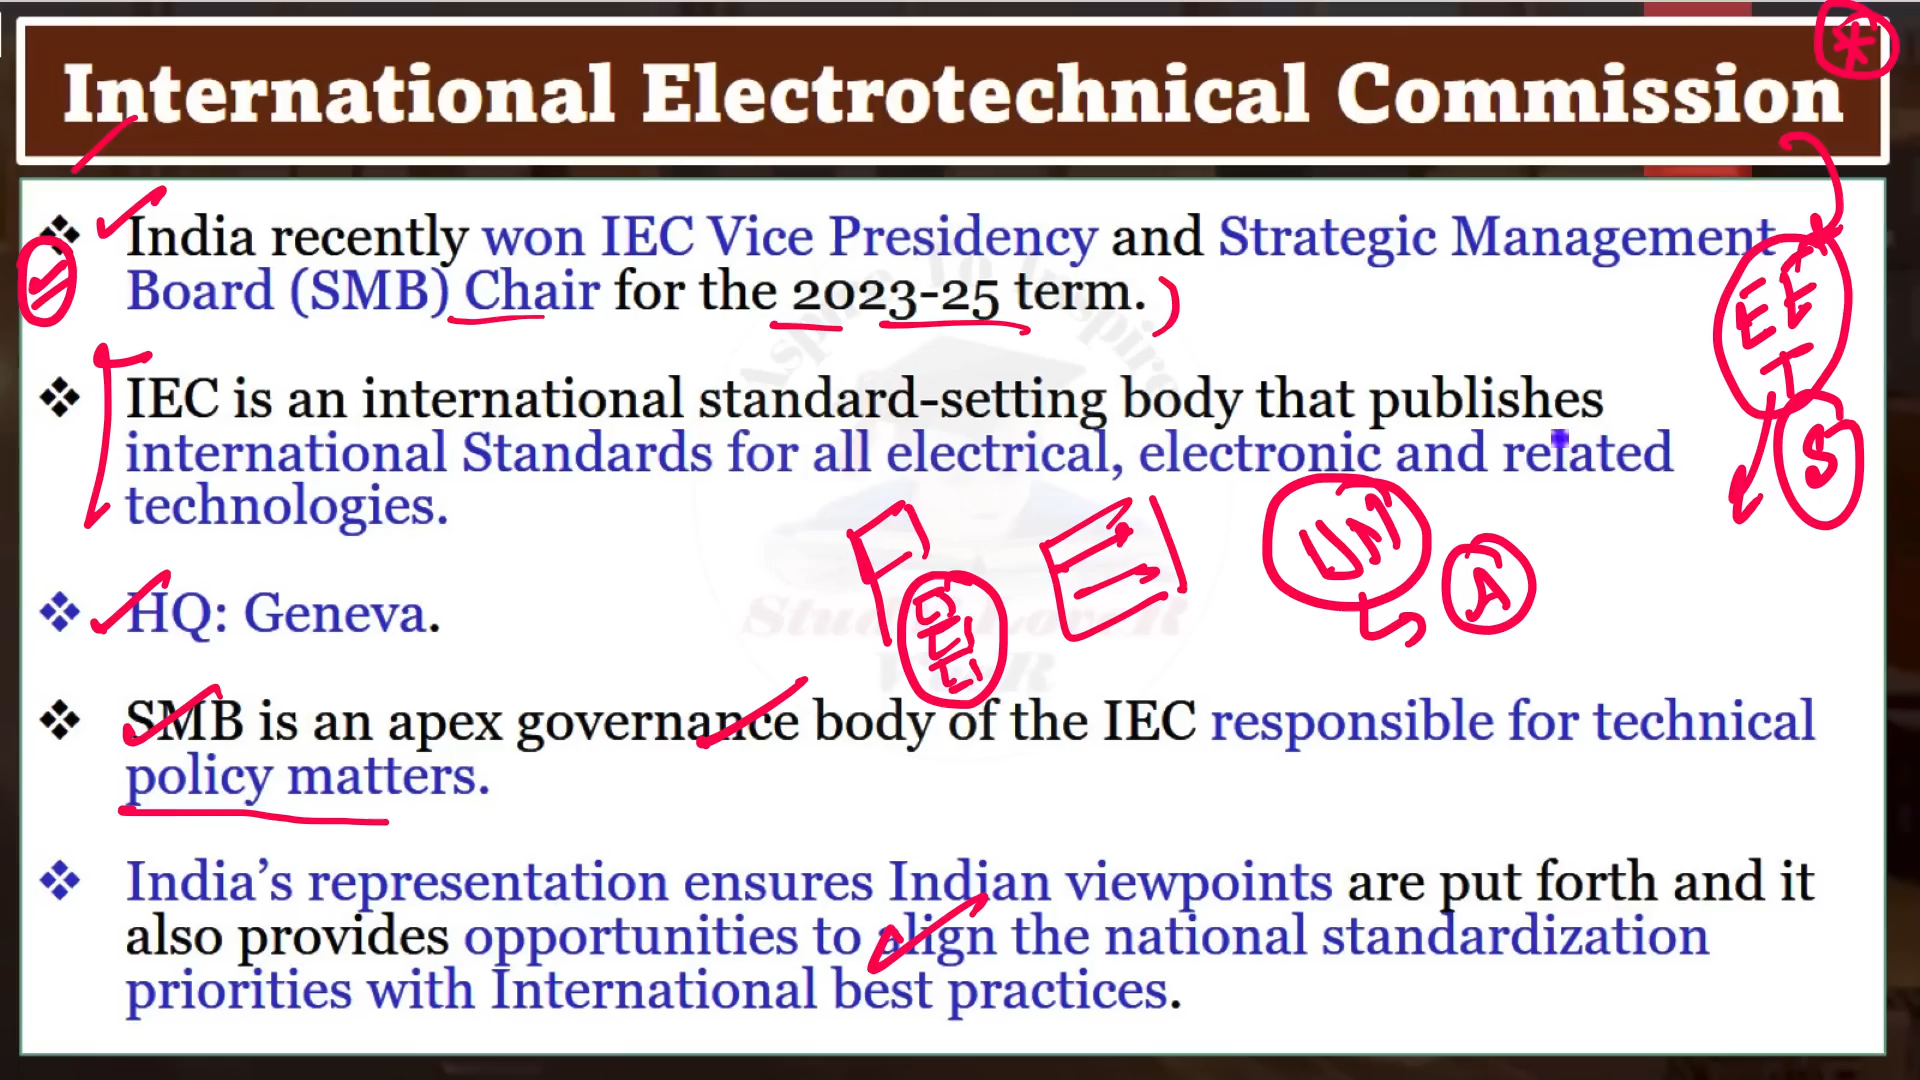 International Electrotechnical Commission
❖ India recently won IEC Vice Presidency and Strategic Management
Board (SMB) Chair for the 2023-25 term.
❖ IEC is an international standard-setting body that publishes
international Standards for all electrical, electronic and related
technologies.
❖ HQ: Geneva.
❖ SMB is an apex governance body of the IEC responsible for technical
policy matters.
❖ India's representation ensures Indian viewpoints are put forth and it
also provides opportunities to align the national standardization
priorities with International best practices.
EE
T
S
UN
A